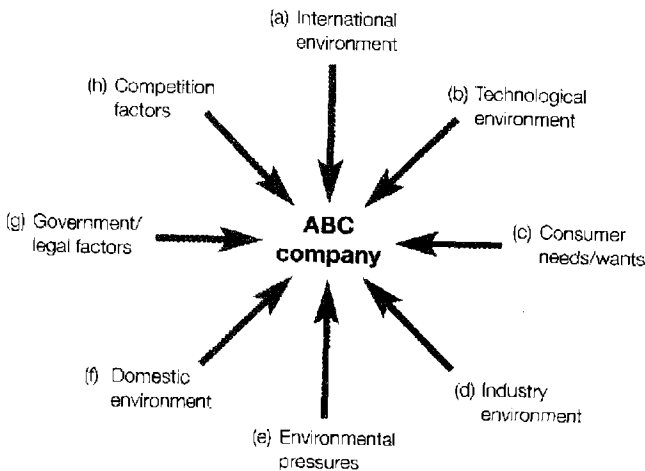 (a) International
environment
(h) Competition
factors
(b) Technological
environment
ABC
company
(g) Government/
legal factors
(c) Consumer
needs/wants
(f) Domestic
environment
(d) Industry
environment
(e) Environmental
pressures